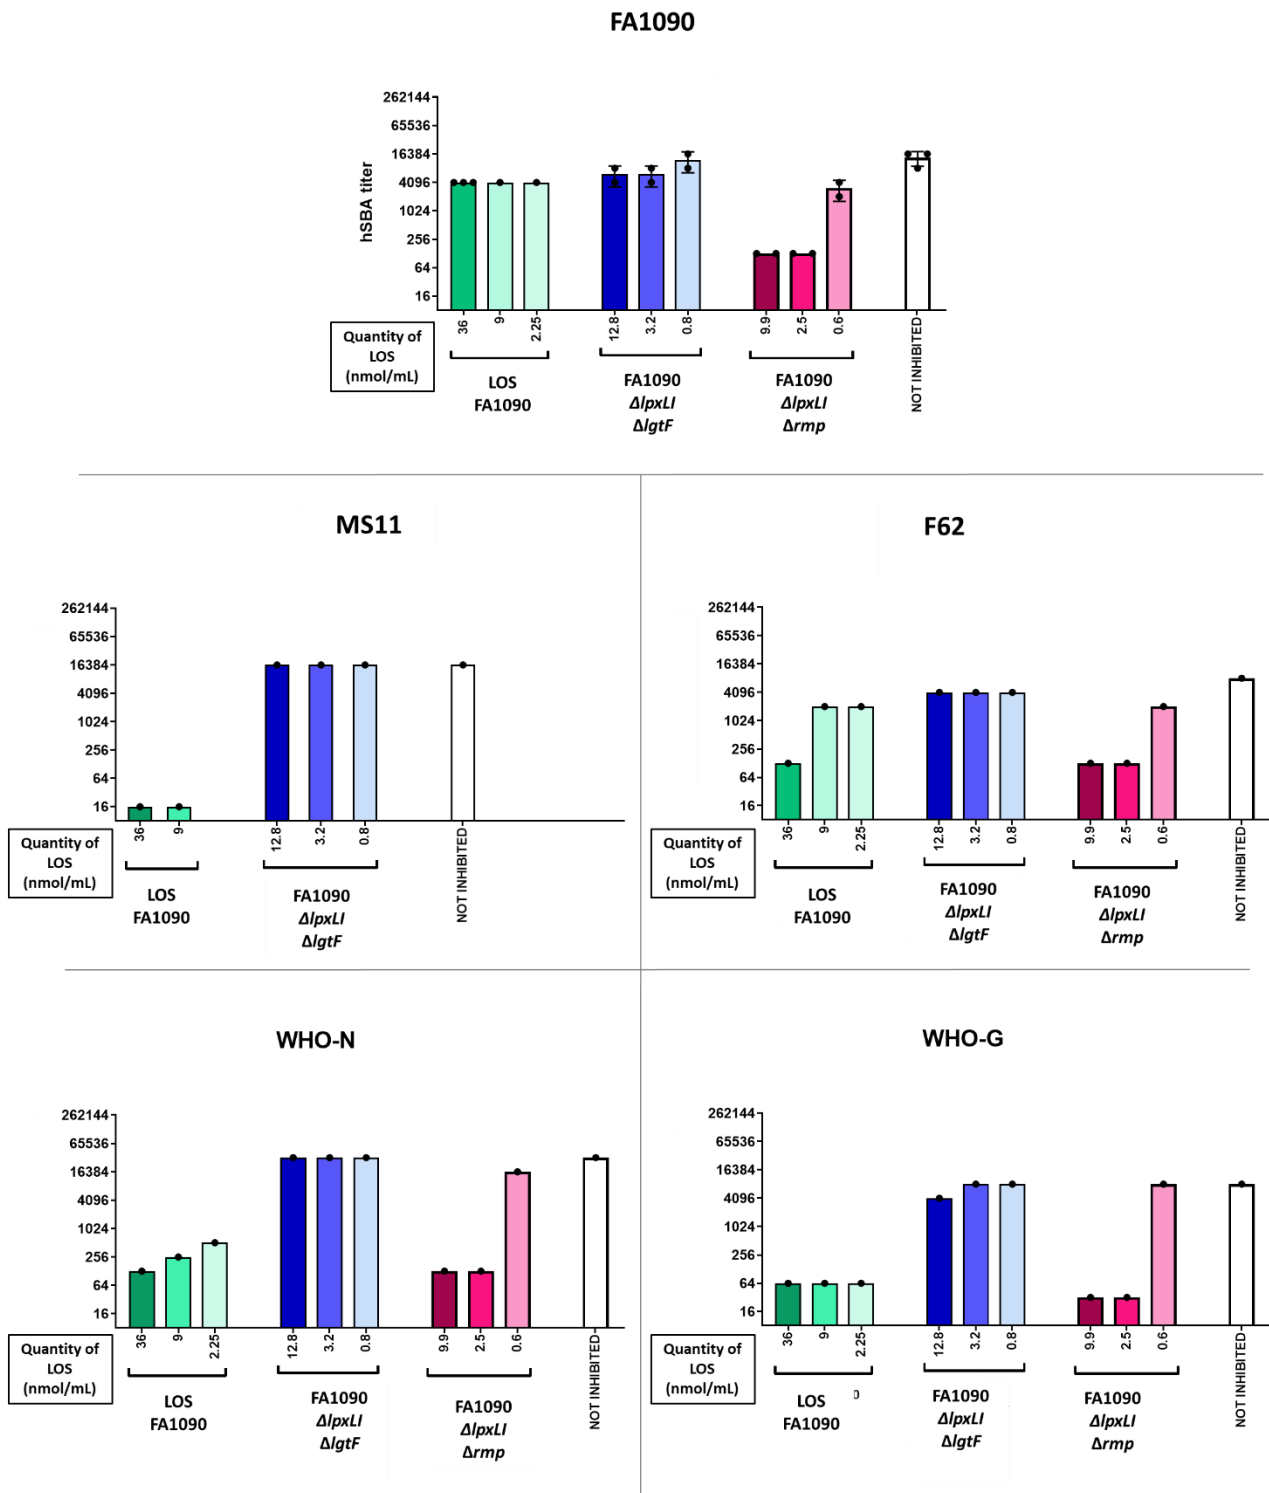 FA1090
hSBA titer
262144
65536
16384
4096
1024
256
64
16
Quantity of
LOS
(nmol/mL)
36
9
2.25
12.8
3.2
0.8
9.9
2.5
0.6
NOT INHIBITED
LOS
FA1090
FA1090
ΔlpxLI
ΔlgtF
FA1090
ΔlpxLI
Δrmp
MS11
262144
65536
16384
4096
1024
256
64
16
Quantity of
LOS
(nmol/mL)
36
9
12.8
3.2
0.8
NOT INHIBITED
LOS
FA1090
FA1090
ΔlpxLI
ΔlgtF
F62
262144
65536
16384
4096
1024
256
64
16
Quantity of
LOS
(nmol/mL)
36
9
2.25
12.8
3.2
0.8
9.9
2.5
0.6
NOT INHIBITED
LOS
FA1090
FA1090
ΔlpxLI
ΔlgtF
FA1090
ΔlpxLI
Δrmp
WHO-N
262144
65536
16384
4096
1024
256
64
16
Quantity of
LOS
(nmol/mL)
36
9
2.25
12.8
3.2
0.8
9.9
2.5
0.6
NOT INHIBITED
LOS
FA1090
FA1090
ΔlpxLI
ΔlgtF
FA1090
ΔlpxLI
Δrmp
WHO-G
262144
65536
16384
4096
1024
256
64
16
Quantity of
LOS
(nmol/mL)
36
9
2.25
12.8
3.2
0.8
9.9
2.5
0.6
NOT INHIBITED
LOS
FA1090
FA1090
ΔlpxLI
ΔlgtF
FA1090
ΔlpxLI
Δrmp